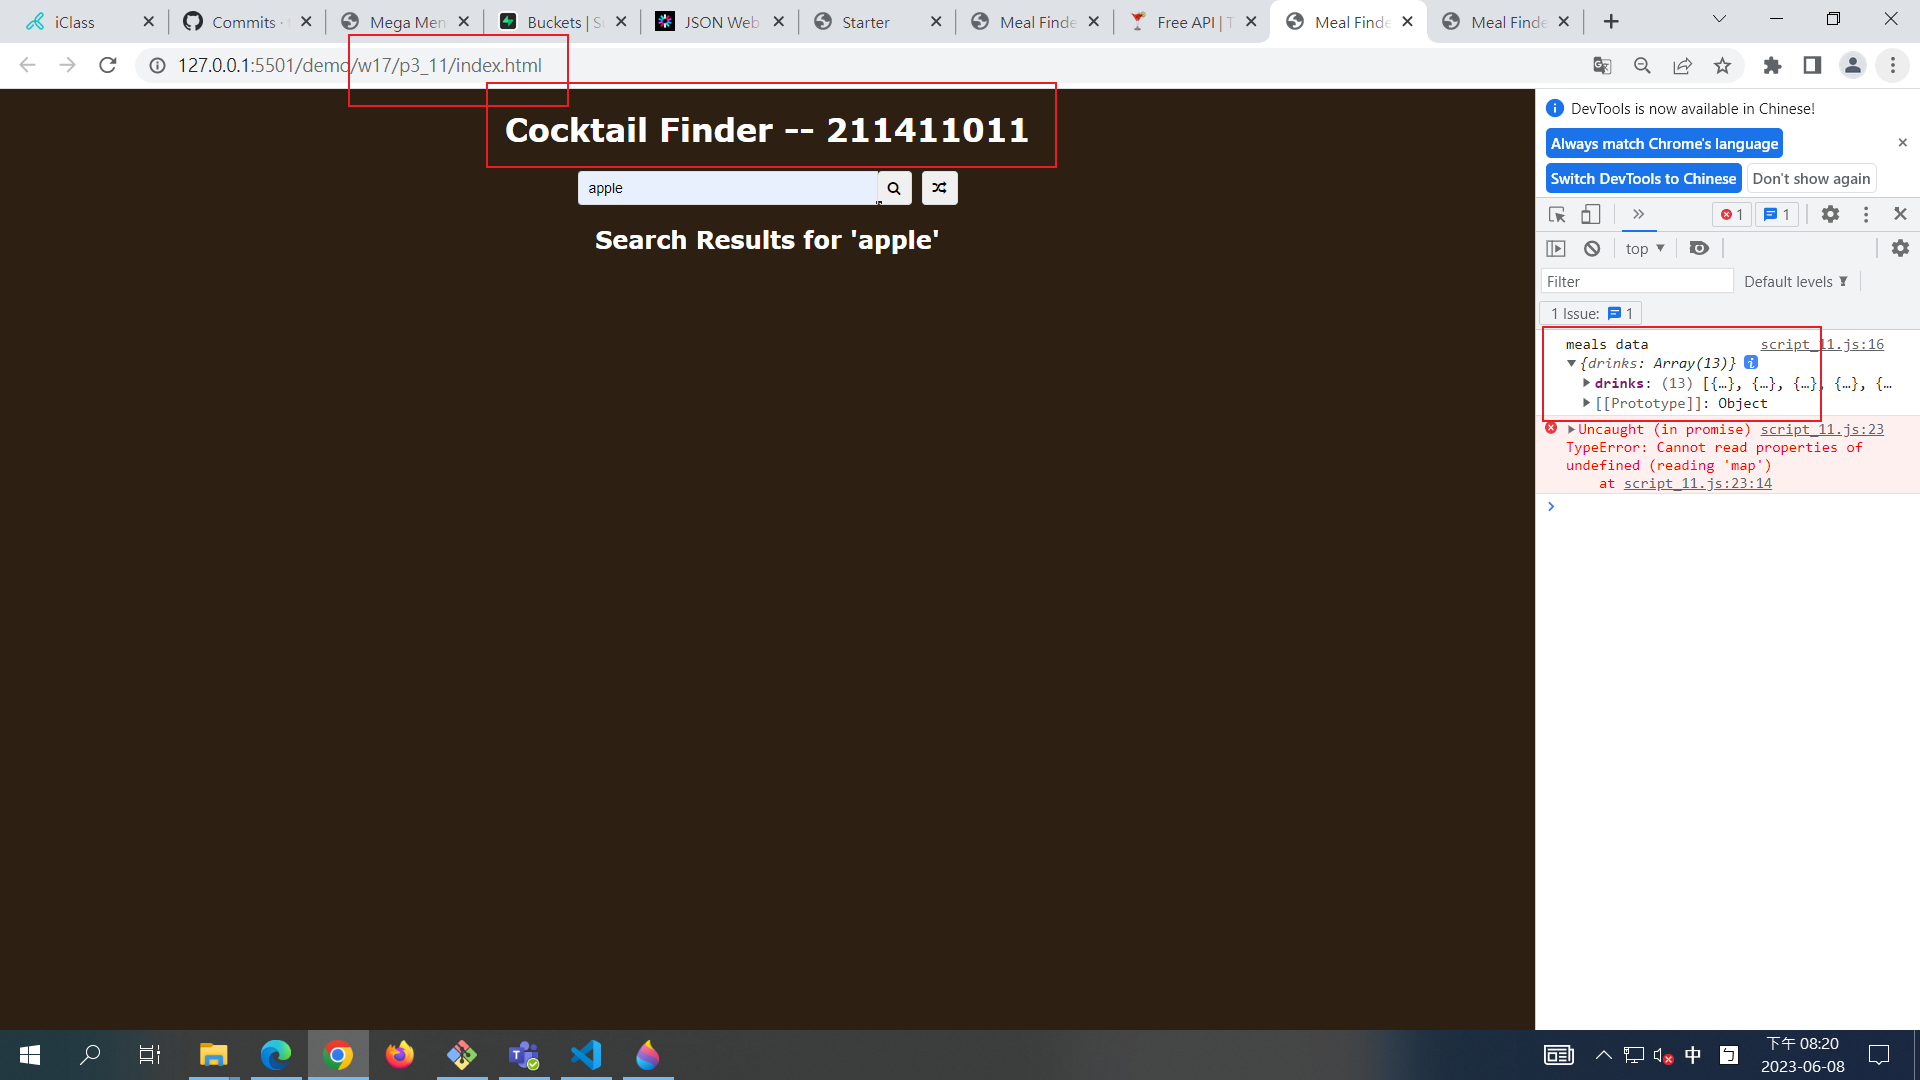 iClass
Commits ·
Mega Men
Buckets | S
JSON Web
Starter
Meal Finde
Free API | T
Meal Finde
Meal Finde
127.0.0.1:5501/demo/w17/p3_11/index.html
Cocktail Finder -- 211411011
apple
Search Results for 'apple'
DevTools is now available in Chinese!
Always match Chrome's language
Switch DevTools to Chinese
Don't show again
1
1
top
Filter
Default levels
1 Issue: 1
meals data script_11.js:16
{drinks: Array(13)}
drinks: (13) [{…}, {…}, {…}, {…}, {…
[[Prototype]]: Object
Uncaught (in promise) script_11.js:23
TypeError: Cannot read properties of
undefined (reading 'map')
at script_11.js:23:14
中
ㄅ
下午 08:20
2023-06-08